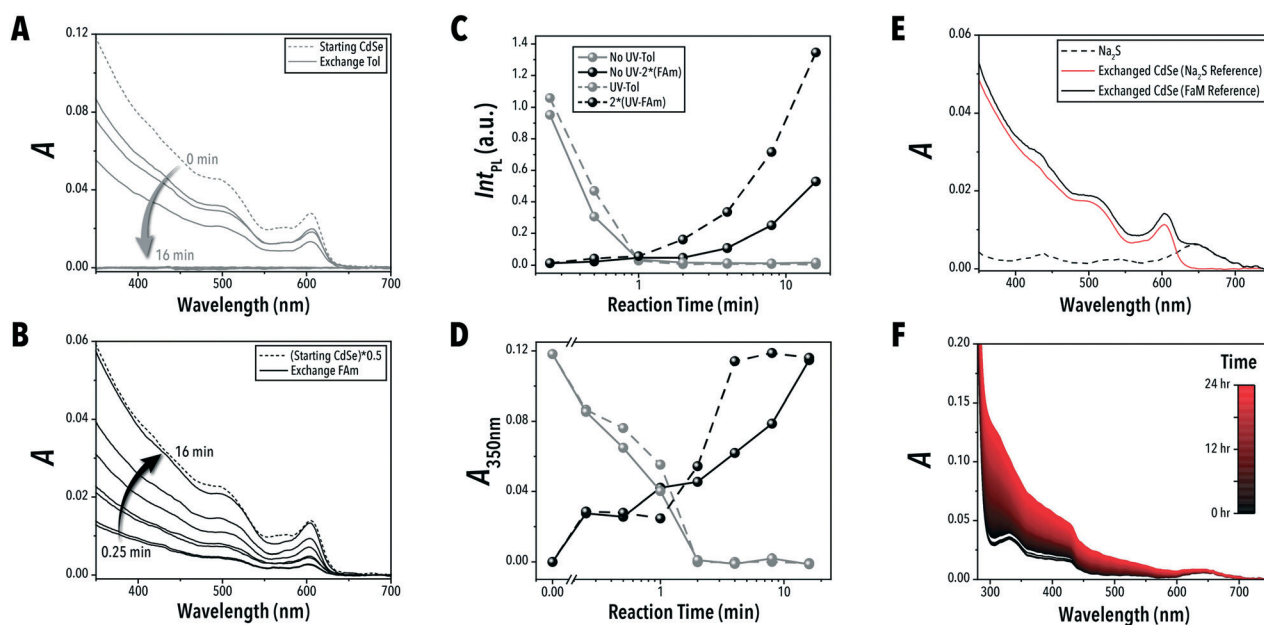 A
0.12
0.08
0.04
0.00
A
Starting CdSe
Exchange Tol
0 min
16 min
400
500
600
700
Wavelength (nm)
B
0.06
0.04
0.02
0.00
A
(Starting CdSe)*0.5
Exchange FAm
16 min
0.25 min
400
500
600
700
Wavelength (nm)
C
1.4
1.2
1.0
0.8
0.6
0.4
0.2
0.0
Int_PL (a.u.)
No UV-Tol
No UV-2*(FAm)
UV-Tol
2*(UV-FAm)
1
10
Reaction Time (min)
D
0.12
0.08
0.04
0.00
A_350nm
0.00
1
10
Reaction Time (min)
E
0.06
0.04
0.02
0.00
A
Na₂S
Exchanged CdSe (Na₂S Reference)
Exchanged CdSe (FaM Reference)
400
500
600
700
Wavelength (nm)
F
0.20
0.15
0.10
0.05
0.00
A
Time
24 hr
12 hr
0 hr
300
400
500
600
700
Wavelength (nm)